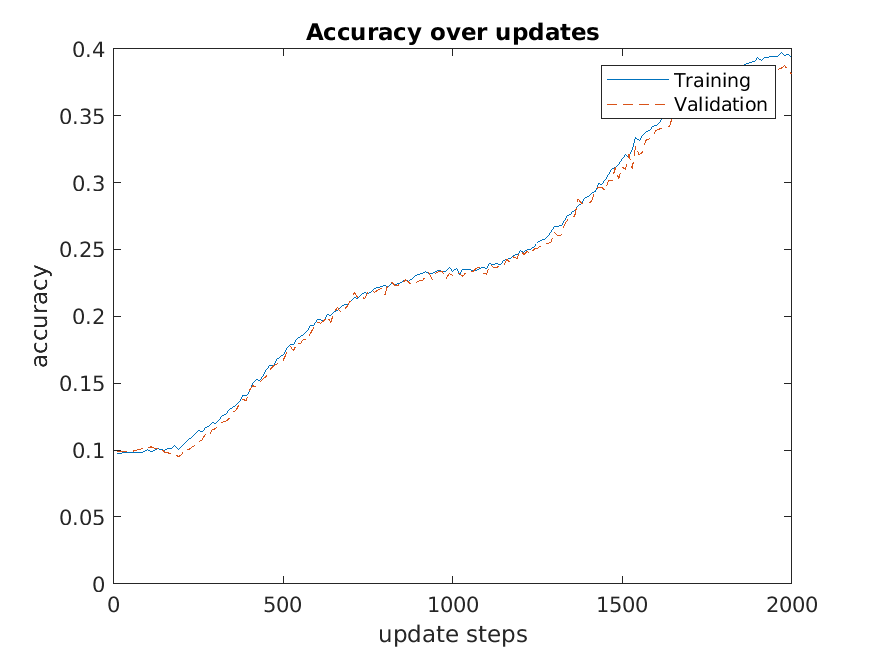 Accuracy over updates
0.4
0.35
0.3
0.25
0.2
0.15
0.1
0.05
0
accuracy
Training
Validation
0 500 1000 1500 2000
update steps